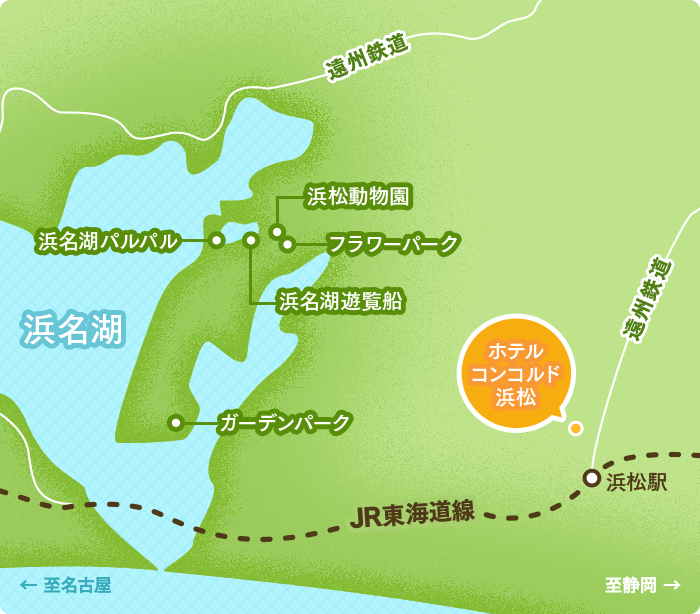 遠州鉄道
浜松動物園
浜名湖パルパル
フラワーパーク
浜名湖遊覧船
遠州鉄道
浜名湖
ホテル
コンコルド
浜松
ガーデンパーク
浜松駅
JR東海道線
← 至名古屋
至静岡 →